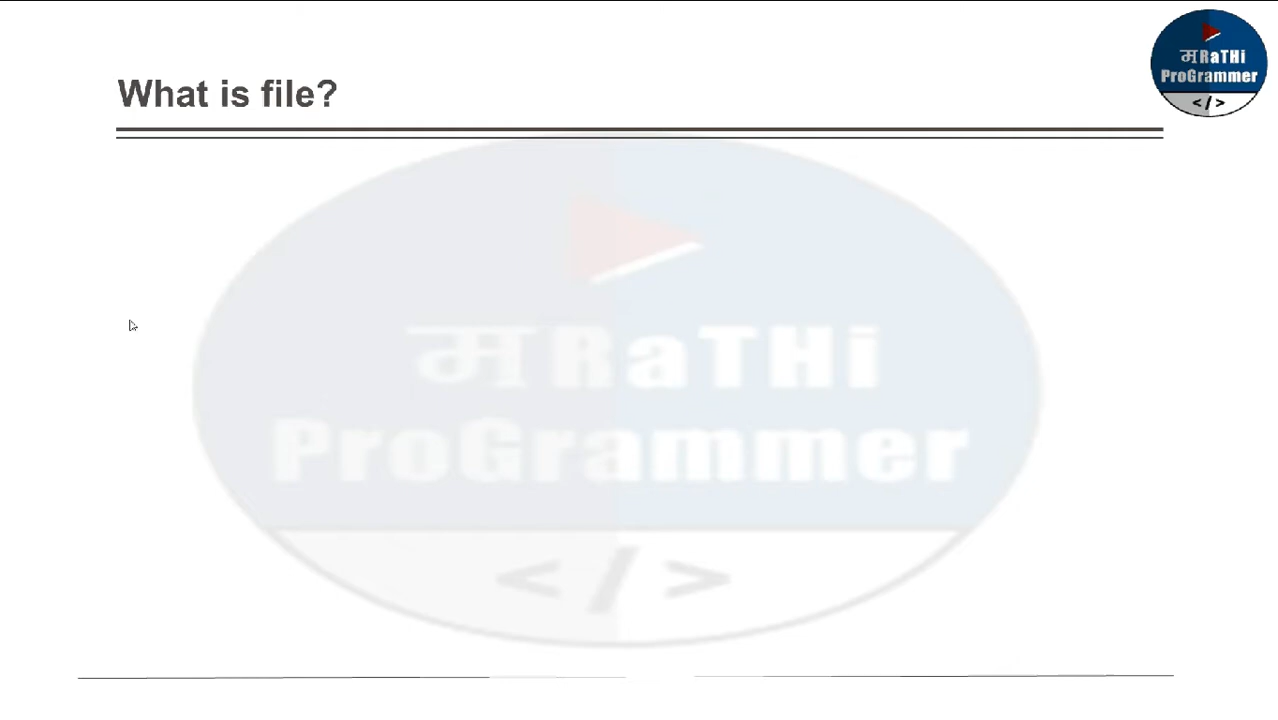 What is file?
मRaTHi
ProGrammer
</>
मRaTHi
ProGrammer
</>